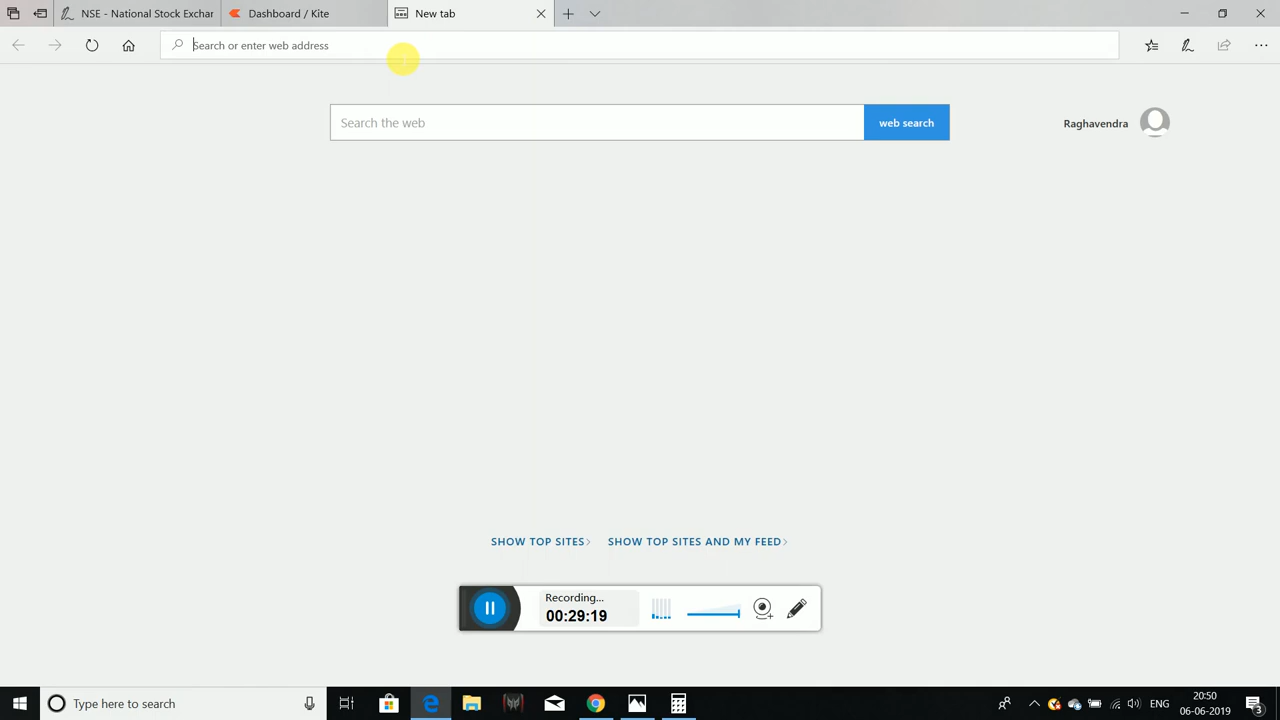 NSE - National Stock Exchan
Dashboard / Kite
New tab
Search or enter web address
Search the web
web search
Raghavendra
SHOW TOP SITES
SHOW TOP SITES AND MY FEED
Recording...
00:29:19
Type here to search
ENG
20:50
06-06-2019
3